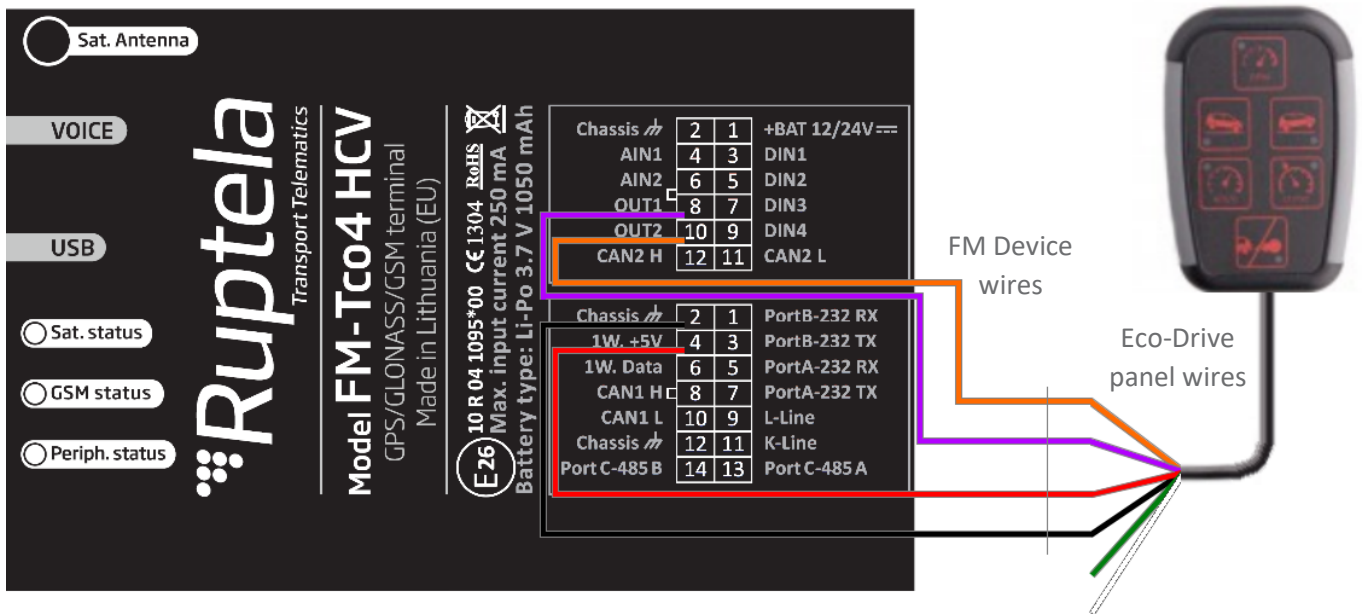 Sat. Antenna
VOICE
USB
Sat. status
GSM status
Periph. status
Ruptela
Transport Telematics
Model FM-Tco4 HCV
GPS/GLONASS/GSM terminal
Made in Lithuania (EU)
E26
10 R 04 1095*00 CE 1304 RoHS
Max. input current 250 mA
Battery type: Li-Po 3.7 V 1050 mAh
Chassis 2 1 +BAT 12/24V
AIN1 4 3 DIN1
AIN2 6 5 DIN2
OUT1 8 7 DIN3
OUT2 10 9 DIN4
CAN2 H 12 11 CAN2 L
Chassis 2 1 PortB-232 RX
1W. +5V 4 3 PortB-232 TX
1W. Data 6 5 PortA-232 RX
CAN1 H 8 7 PortA-232 TX
CAN1 L 10 9 L-Line
Chassis 12 11 K-Line
Port C-485 B 14 13 Port C-485 A
FM Device
wires
Eco-Drive
panel wires